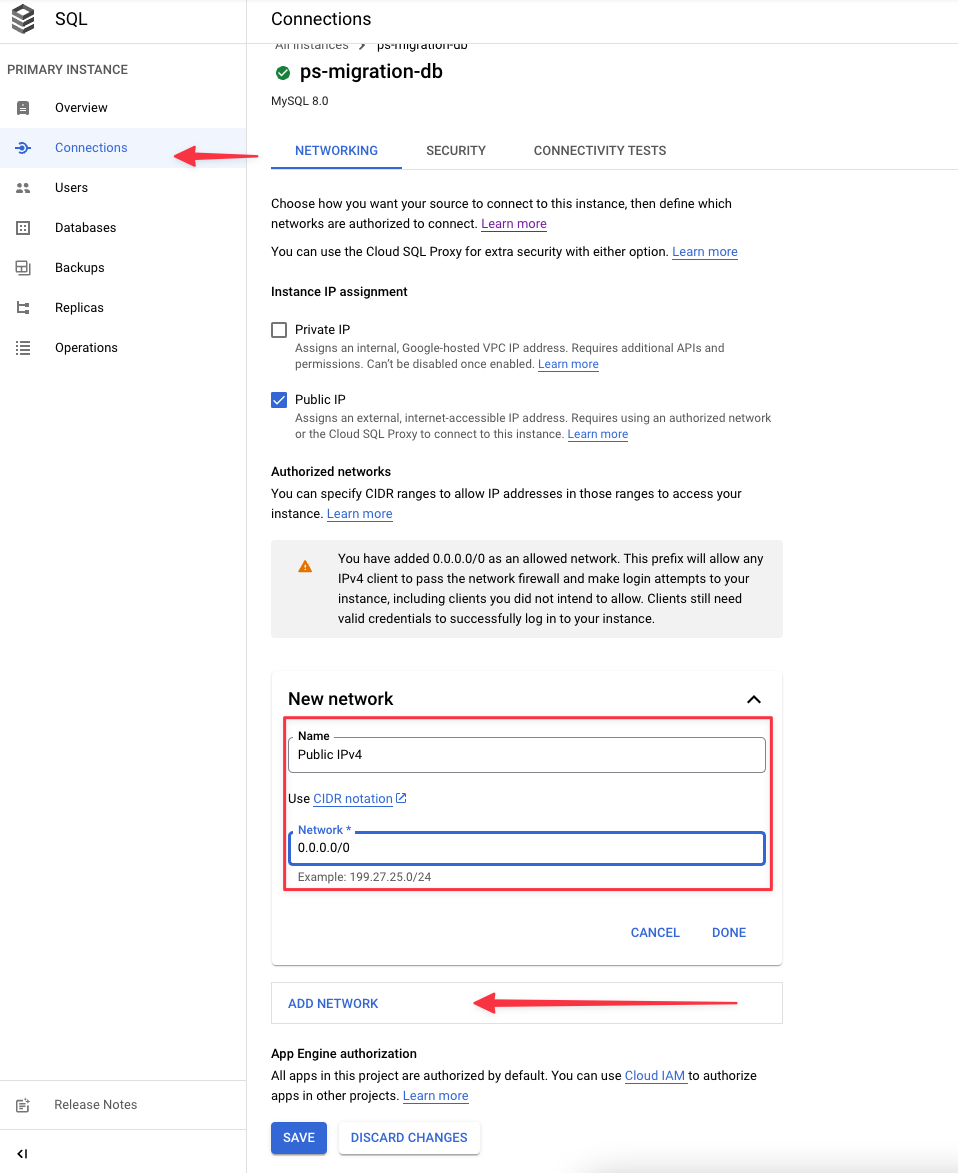 SQL
Connections
All instances > ps-migration-db
PRIMARY INSTANCE
ps-migration-db
MySQL 8.0
Overview
Connections
Users
Databases
Backups
Replicas
Operations
NETWORKING
SECURITY
CONNECTIVITY TESTS
Choose how you want your source to connect to this instance, then define which
networks are authorized to connect. Learn more
You can use the Cloud SQL Proxy for extra security with either option. Learn more
Instance IP assignment
Private IP
Assigns an internal, Google-hosted VPC IP address. Requires additional APIs and
permissions. Can't be disabled once enabled. Learn more
Public IP
Assigns an external, internet-accessible IP address. Requires using an authorized network
or the Cloud SQL Proxy to connect to this instance. Learn more
Authorized networks
You can specify CIDR ranges to allow IP addresses in those ranges to access your
instance. Learn more
You have added 0.0.0.0/0 as an allowed network. This prefix will allow any
IPv4 client to pass the network firewall and make login attempts to your
instance, including clients you did not intend to allow. Clients still need
valid credentials to successfully log in to your instance.
New network
Name
Public IPv4
Use CIDR notation
Network *
0.0.0.0/0
Example: 199.27.25.0/24
CANCEL
DONE
ADD NETWORK
App Engine authorization
All apps in this project are authorized by default. You can use Cloud IAM to authorize
apps in other projects. Learn more
Release Notes
SAVE
DISCARD CHANGES